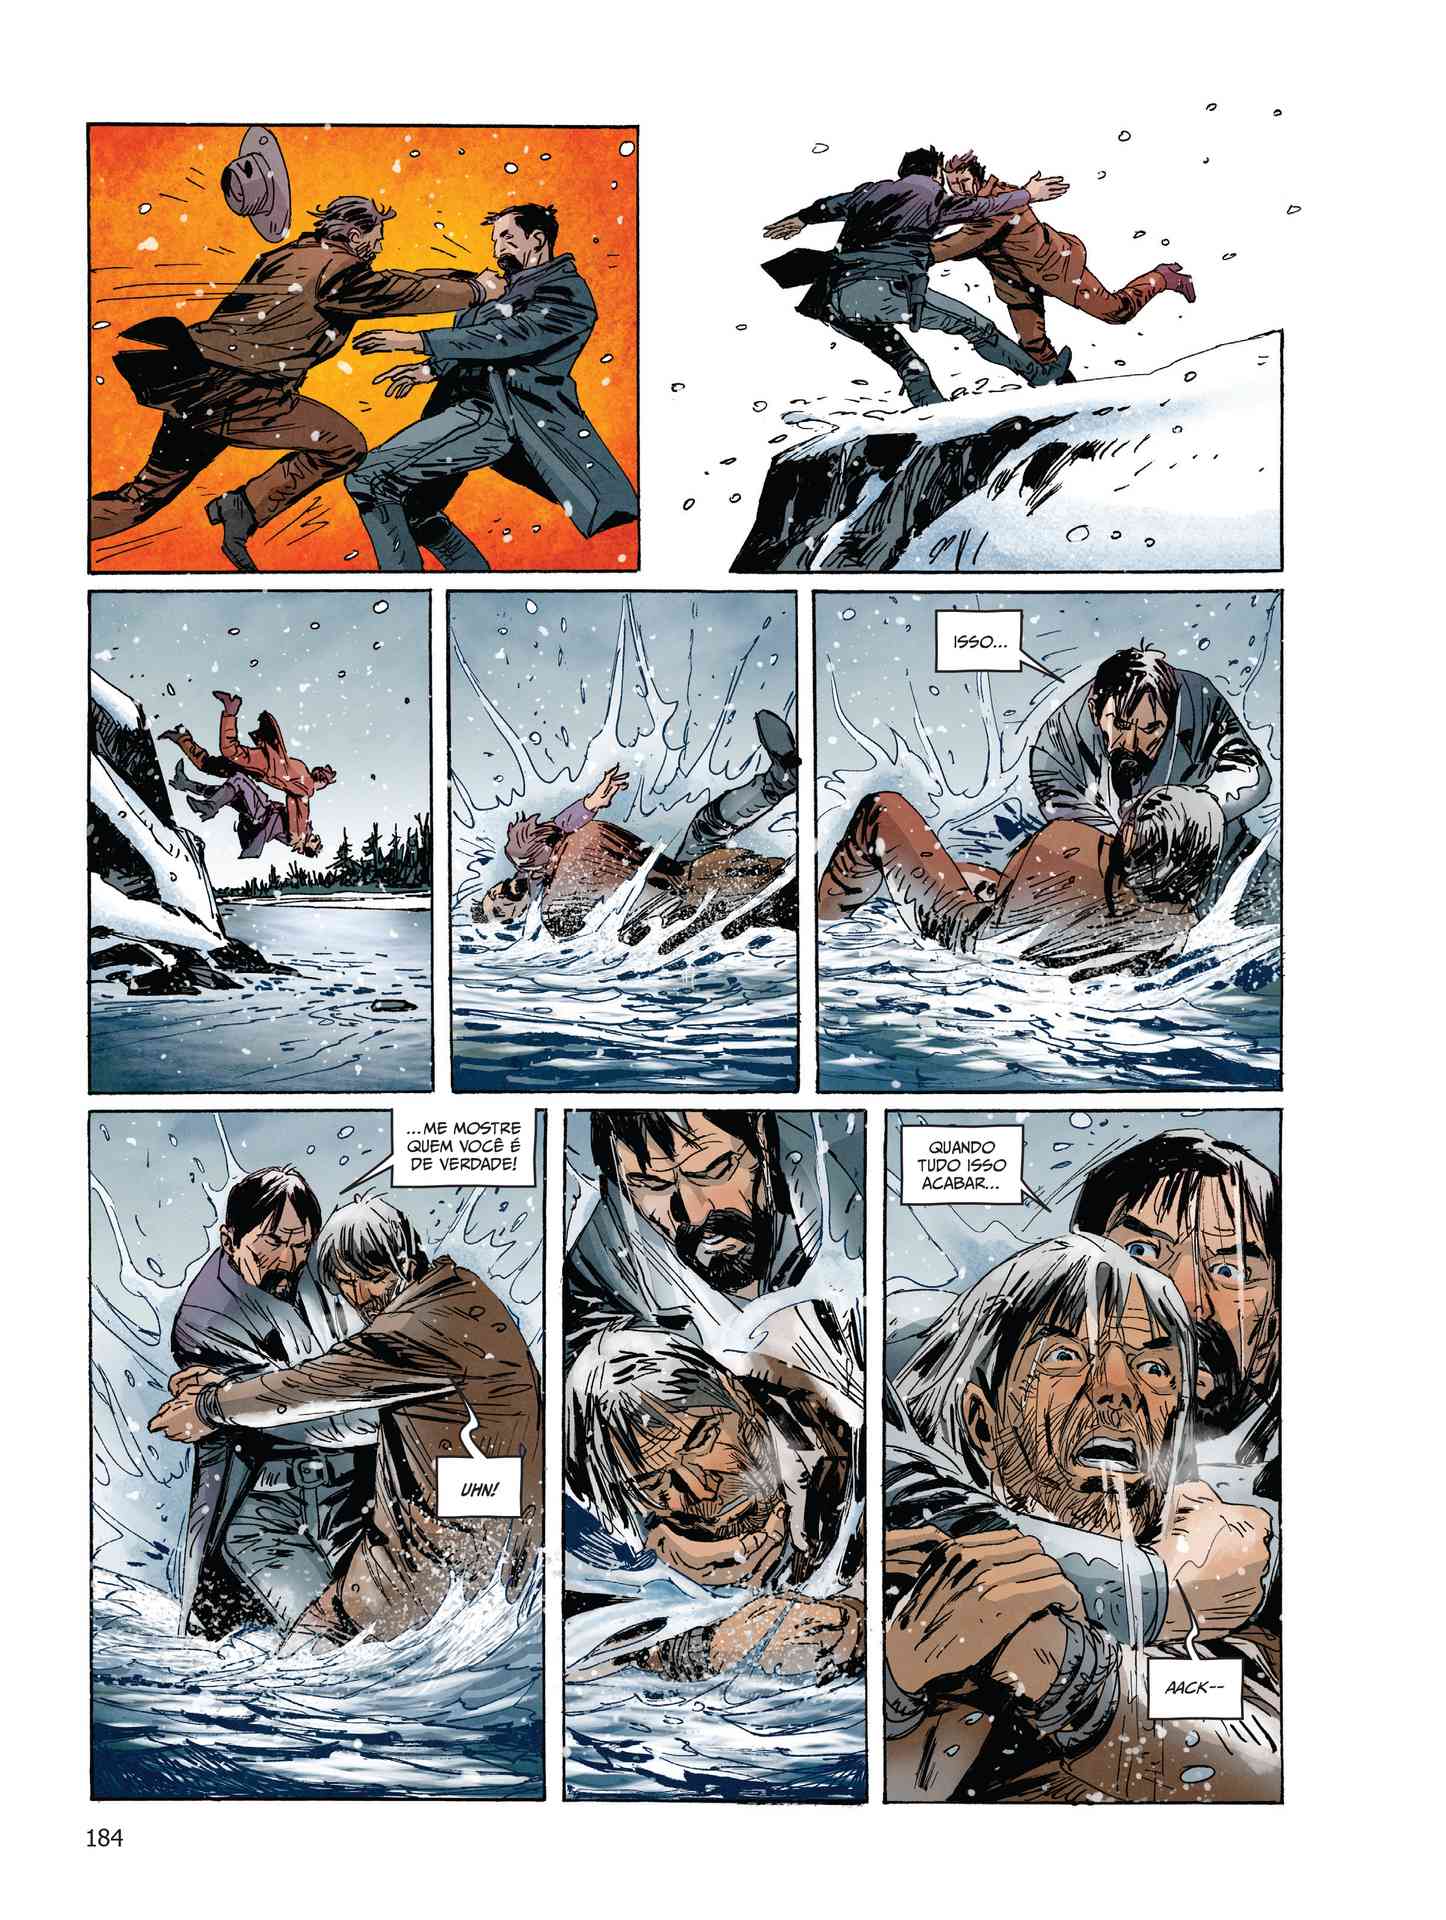 ISSO...
...ME MOSTRE
QUEM VOCÊ É
DE VERDADE!
UHN!
QUANDO
TUDO ISSO
ACABAR...
AACK--
184